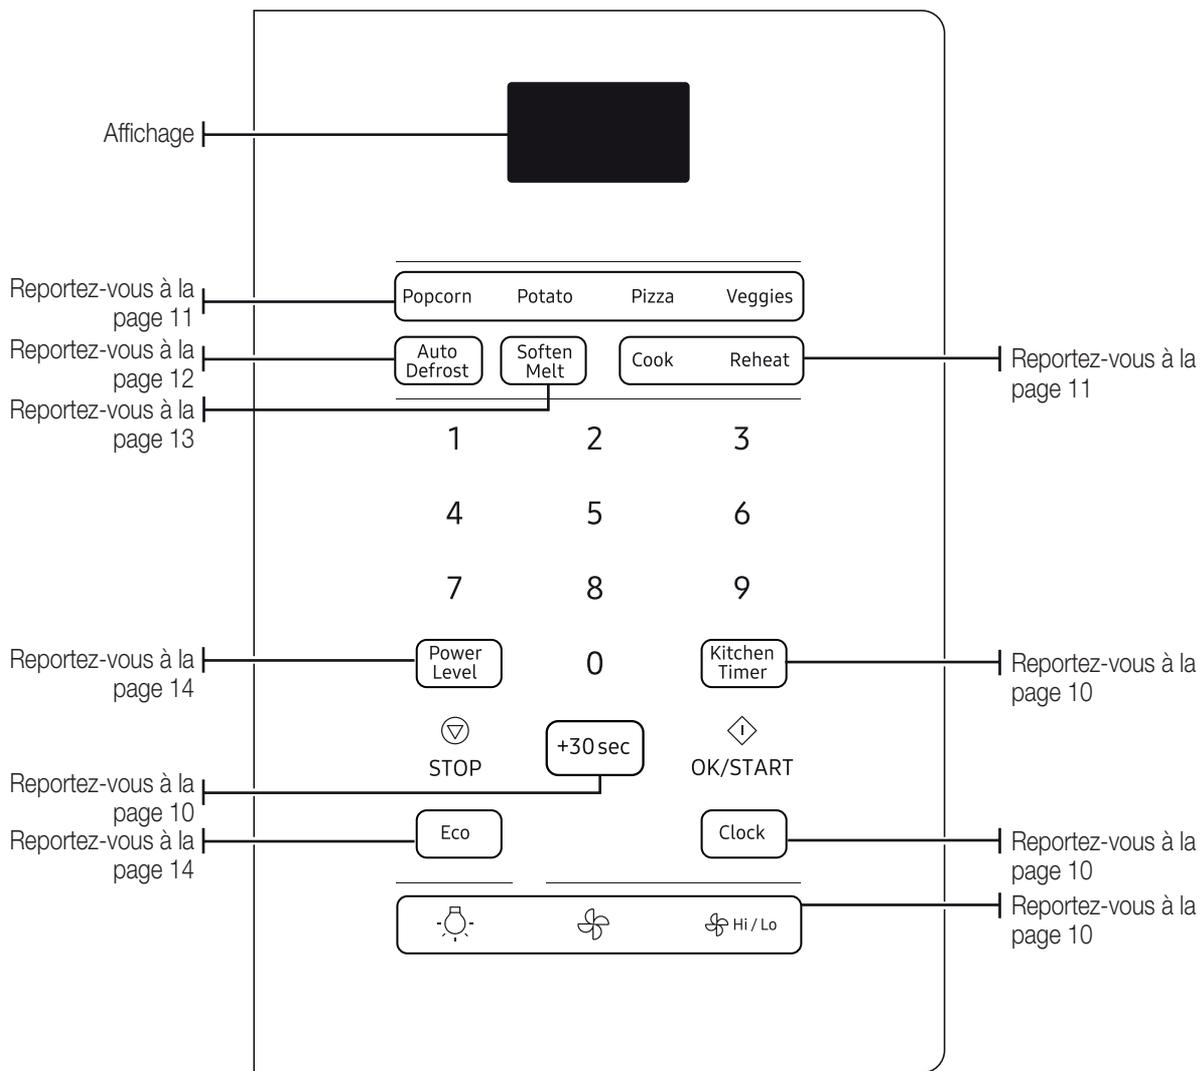 Affichage
Reportez-vous à la
page 11
Popcorn Potato Pizza Veggies
Reportez-vous à la
page 12
Auto
Defrost
Soften
Melt
Cook Reheat
Reportez-vous à la
page 11
Reportez-vous à la
page 13
1 2 3
4 5 6
7 8 9
Reportez-vous à la
page 14
Power
Level
0
Kitchen
Timer
Reportez-vous à la
page 10
STOP
+30 sec
OK/START
Reportez-vous à la
page 10
Reportez-vous à la
page 14
Eco
Clock
Reportez-vous à la
page 10
Hi / Lo
Reportez-vous à la
page 10